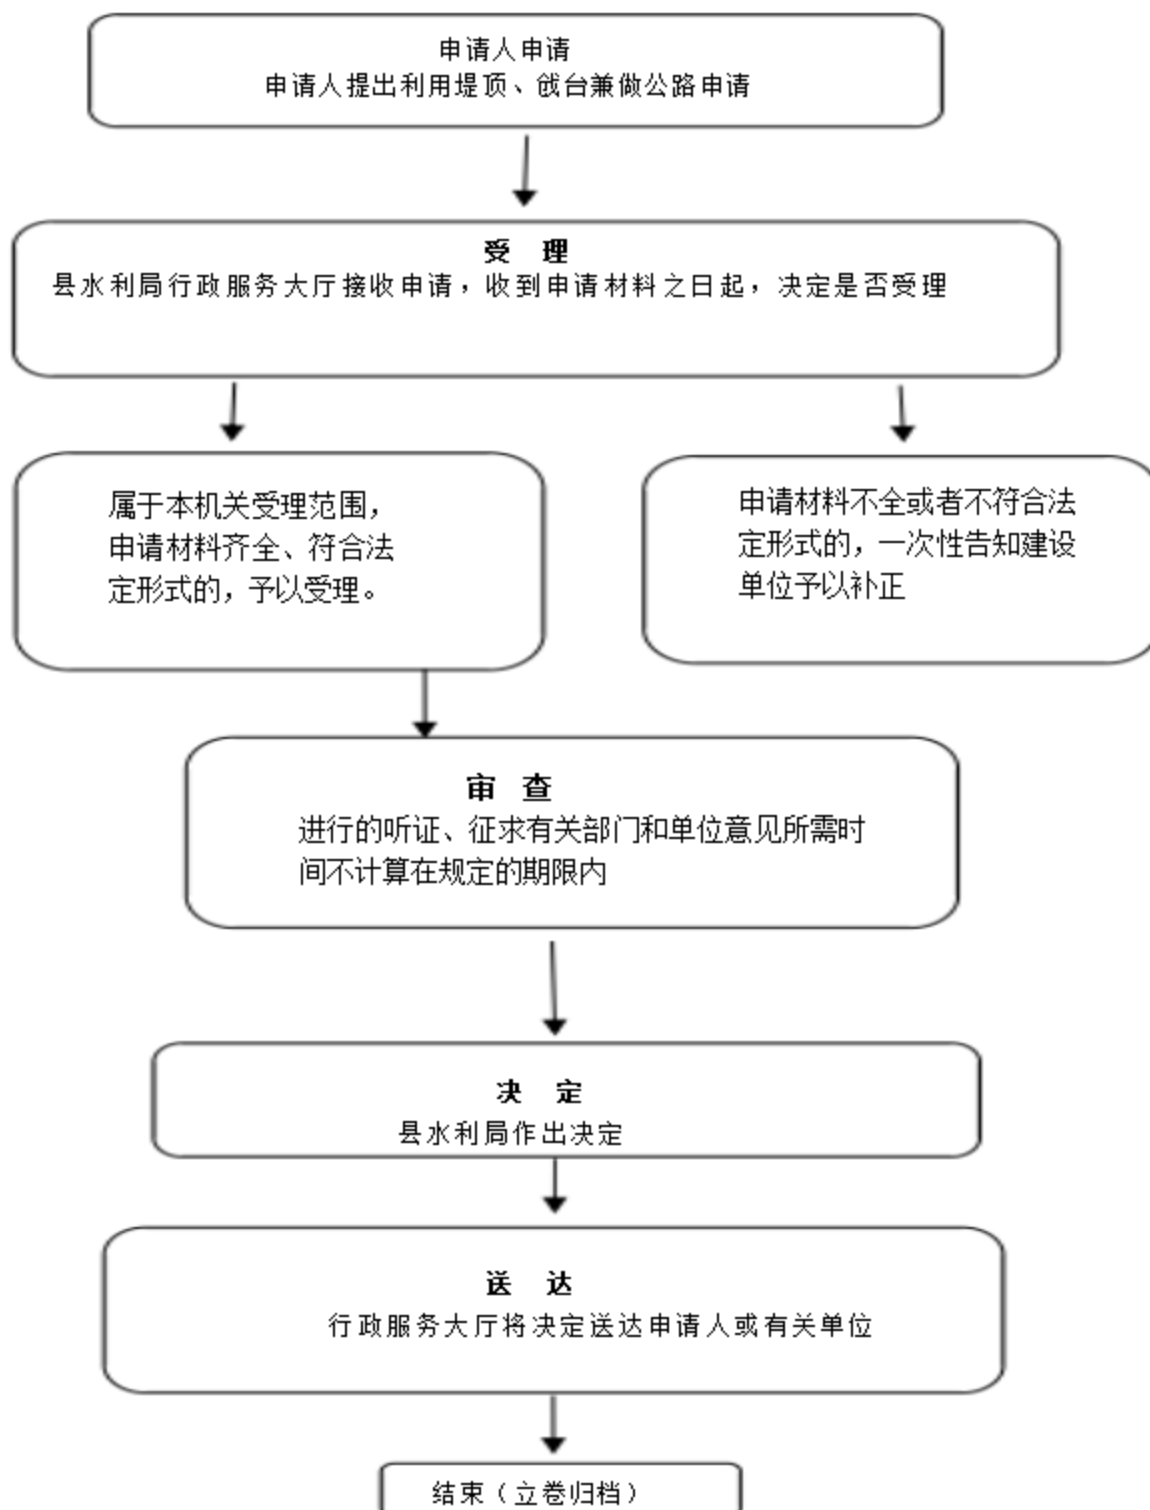 申请人申请
申请人提出利用堤顶、戗台兼做公路申请
受 理
县水利局行政服务大厅接收申请，收到申请材料之日起，决定是否受理
属于本机关受理范围，
申请材料齐全、符合法
定形式的，予以受理。
申请材料不全或者不符合法
定形式的，一次性告知建设
单位予以补正
审 查
进行的听证、征求有关部门和单位意见所需时
间不计算在规定的期限内
决 定
县水利局作出决定
送 达
行政服务大厅将决定送达申请人或有关单位
结束（立卷归档）